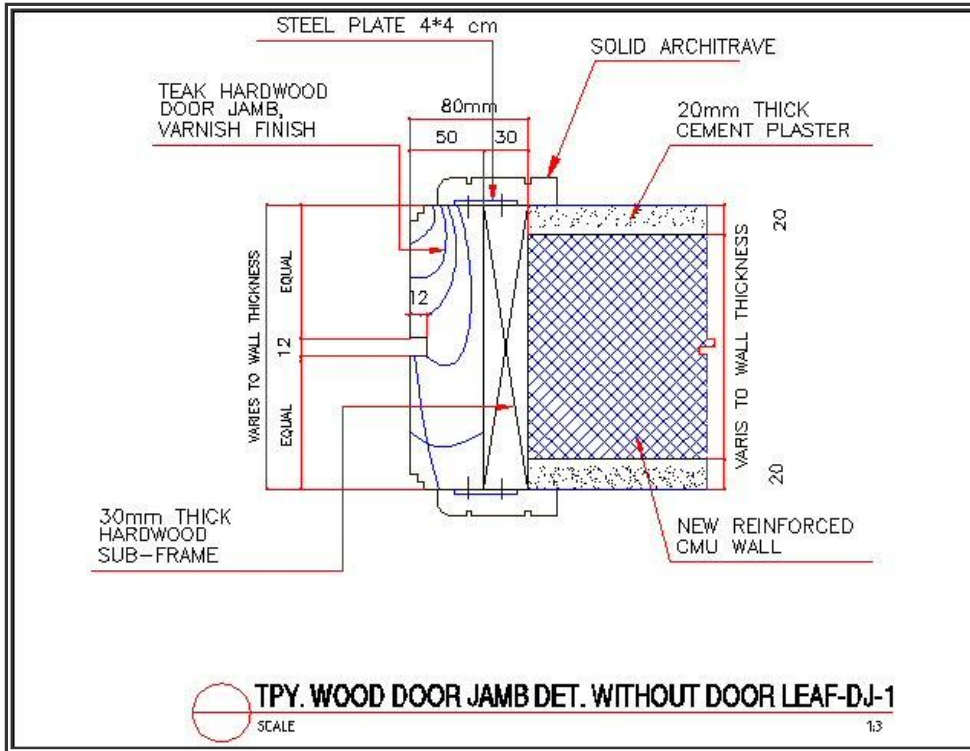 STEEL PLATE 4*4 cm
SOLID ARCHITRAVE
TEAK HARDWOOD
DOOR JAMB,
VARNISH FINISH
80mm
50
30
20mm THICK
CEMENT PLASTER
20
VARIES TO WALL THICKNESS
EQUAL
12
EQUAL
12
VARIS TO WALL THICKNESS
20
30mm THICK
HARDWOOD
SUB-FRAME
NEW REINFORCED
CMU WALL
TPY. WOOD DOOR JAMB DET. WITHOUT DOOR LEAF-DJ-1
SCALE
1:3